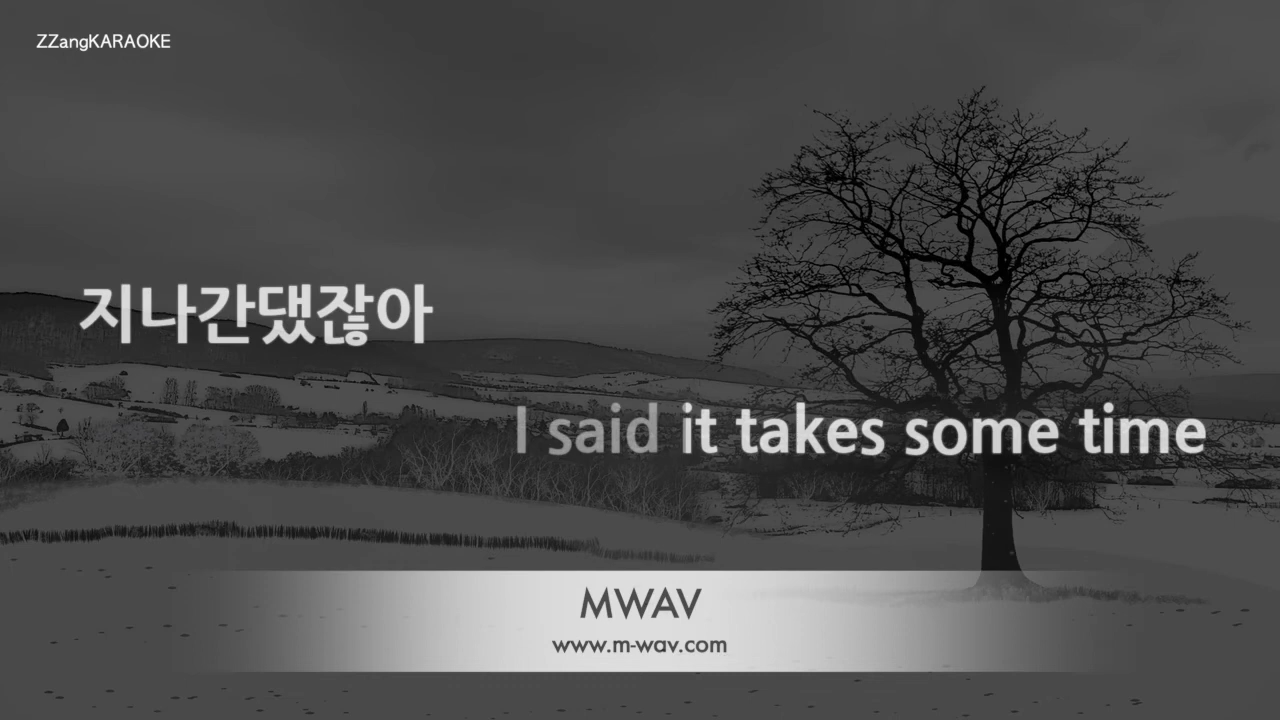 ZZangKARAOKE
지나간댔잖아
I said it takes some time
MWAV
www.m-wav.com